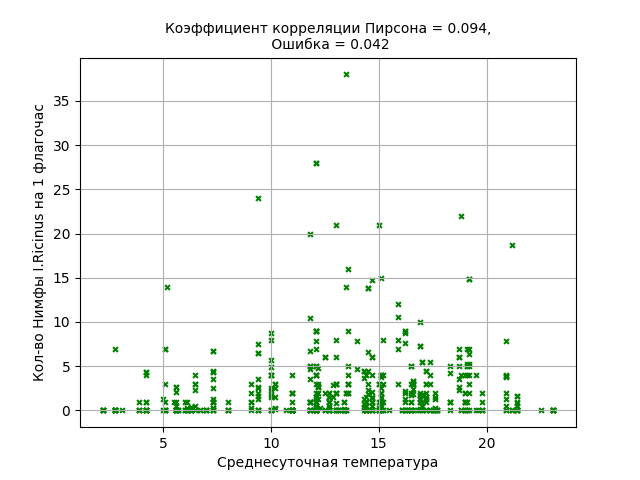 Коэффициент корреляции Пирсона = 0.094,
Ошибка = 0.042
Кол-во Нимфы I.Ricinus на 1 флагочас
35
30
25
20
15
10
5
0
5 10 15 20
Среднесуточная температура